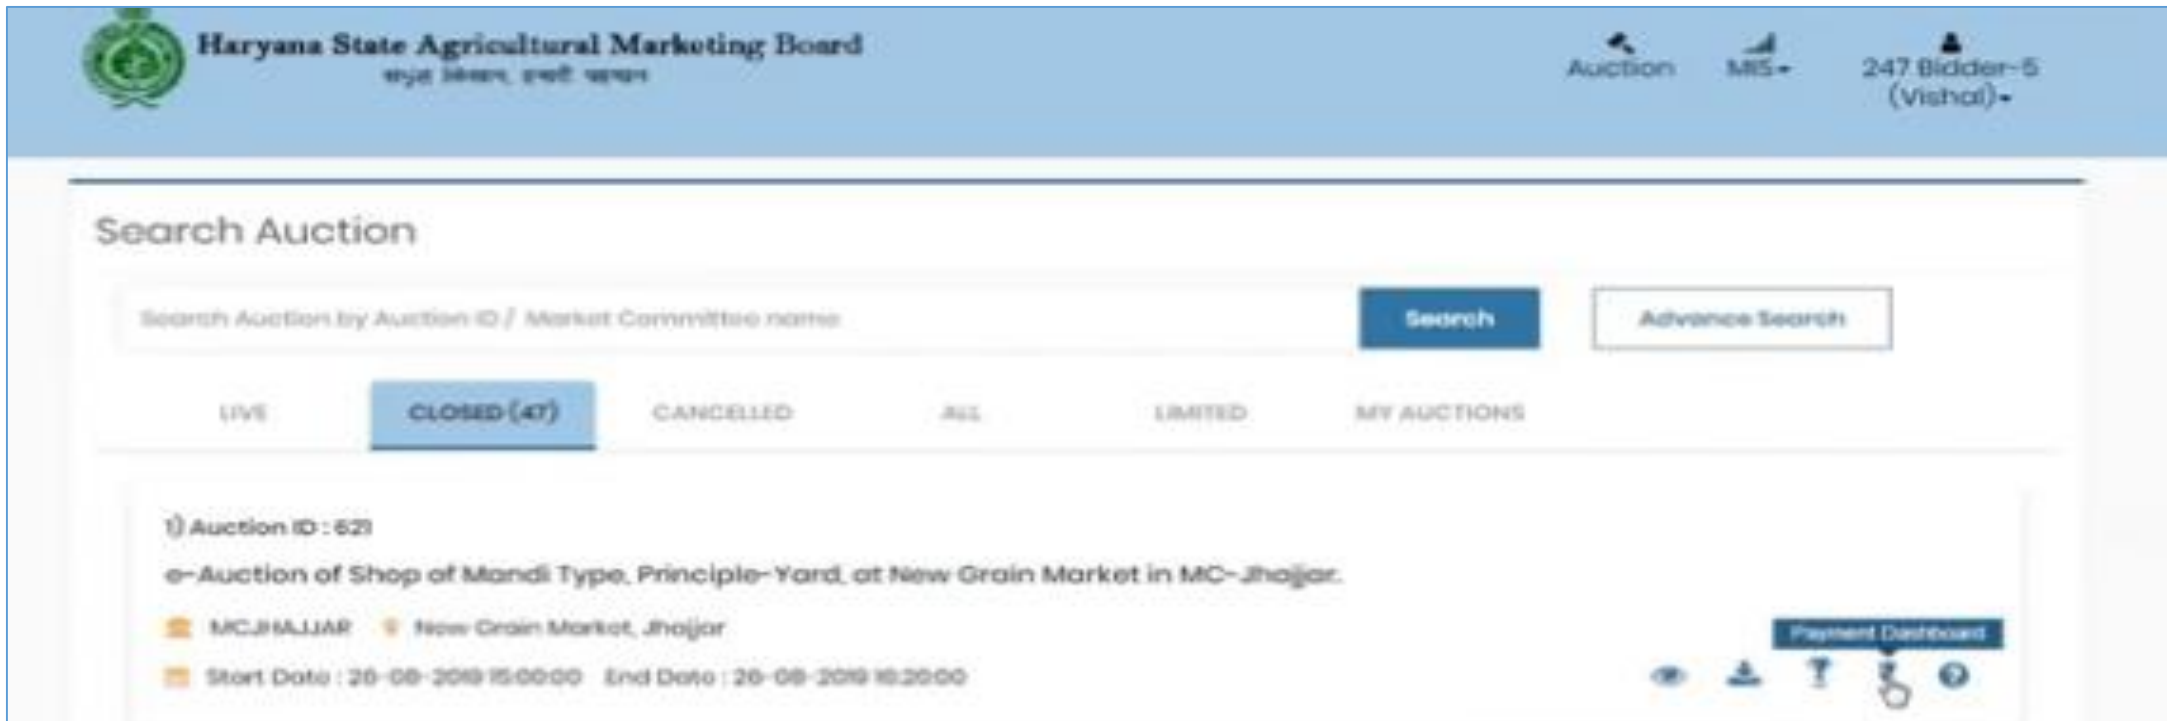 Haryana State Agricultural Marketing Board
Auction
MIS
247 Bidder-5
(Vishal)
Search Auction
Search Auction by Auction ID / Market Committee name
Search
Advance Search
LIVE
CLOSED (47)
CANCELLED
ALL
LIMITED
MY AUCTIONS
1) Auction ID : 621
e-Auction of Shop of Mandi Type, Principle-Yard, at New Grain Market in MC-Jhajjar.
MCJHAJJAR New Grain Market, Jhajjar
Payment Dashboard
Start Date : 26-08-2019 15:00:00 End Date : 26-08-2019 16:20:00